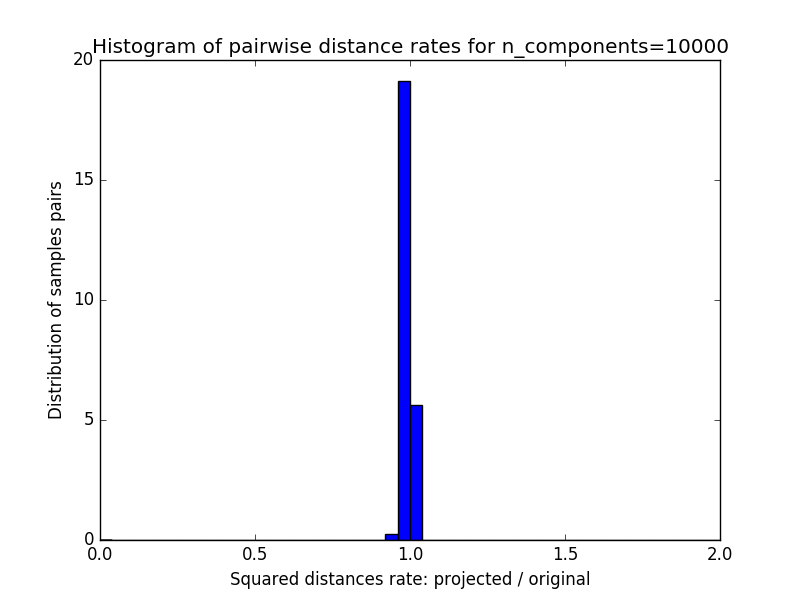 Histogram of pairwise distance rates for n_components=10000
20
15
10
5
0
Distribution of samples pairs
0.0 0.5 1.0 1.5 2.0
Squared distances rate: projected / original